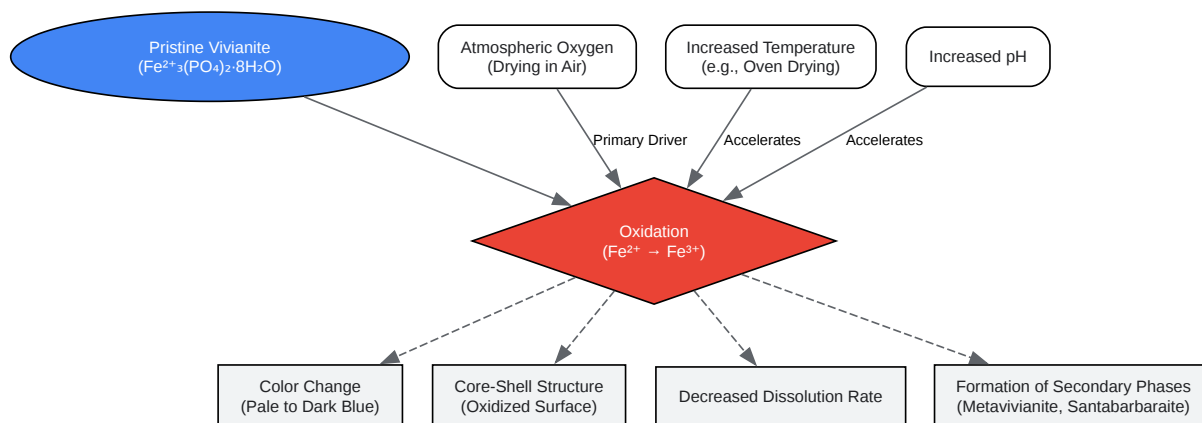 Pristine Vivianite
(Fe²⁺₃(PO₄)₂·8H₂O)
Atmospheric Oxygen
(Drying in Air)
Increased Temperature
(e.g., Oven Drying)
Increased pH
Primary Driver
Accelerates
Accelerates
Oxidation
(Fe²⁺ → Fe³⁺)
Color Change
(Pale to Dark Blue)
Core-Shell Structure
(Oxidized Surface)
Decreased Dissolution Rate
Formation of Secondary Phases
(Metavivianite, Santabarbaraite)